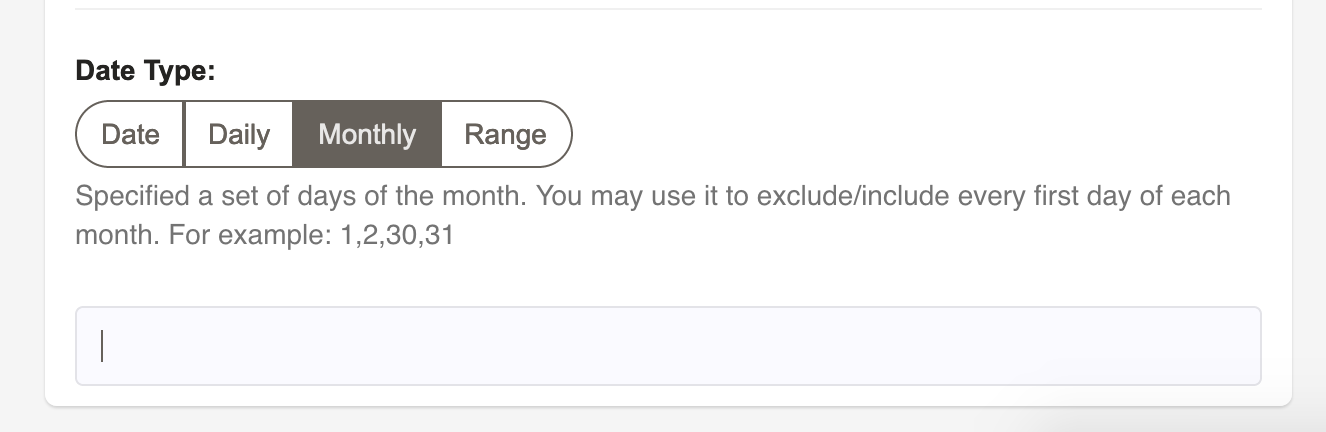 Date Type:
Date Daily Monthly Range
Specified a set of days of the month. You may use it to exclude/include every first day of each
month. For example: 1,2,30,31